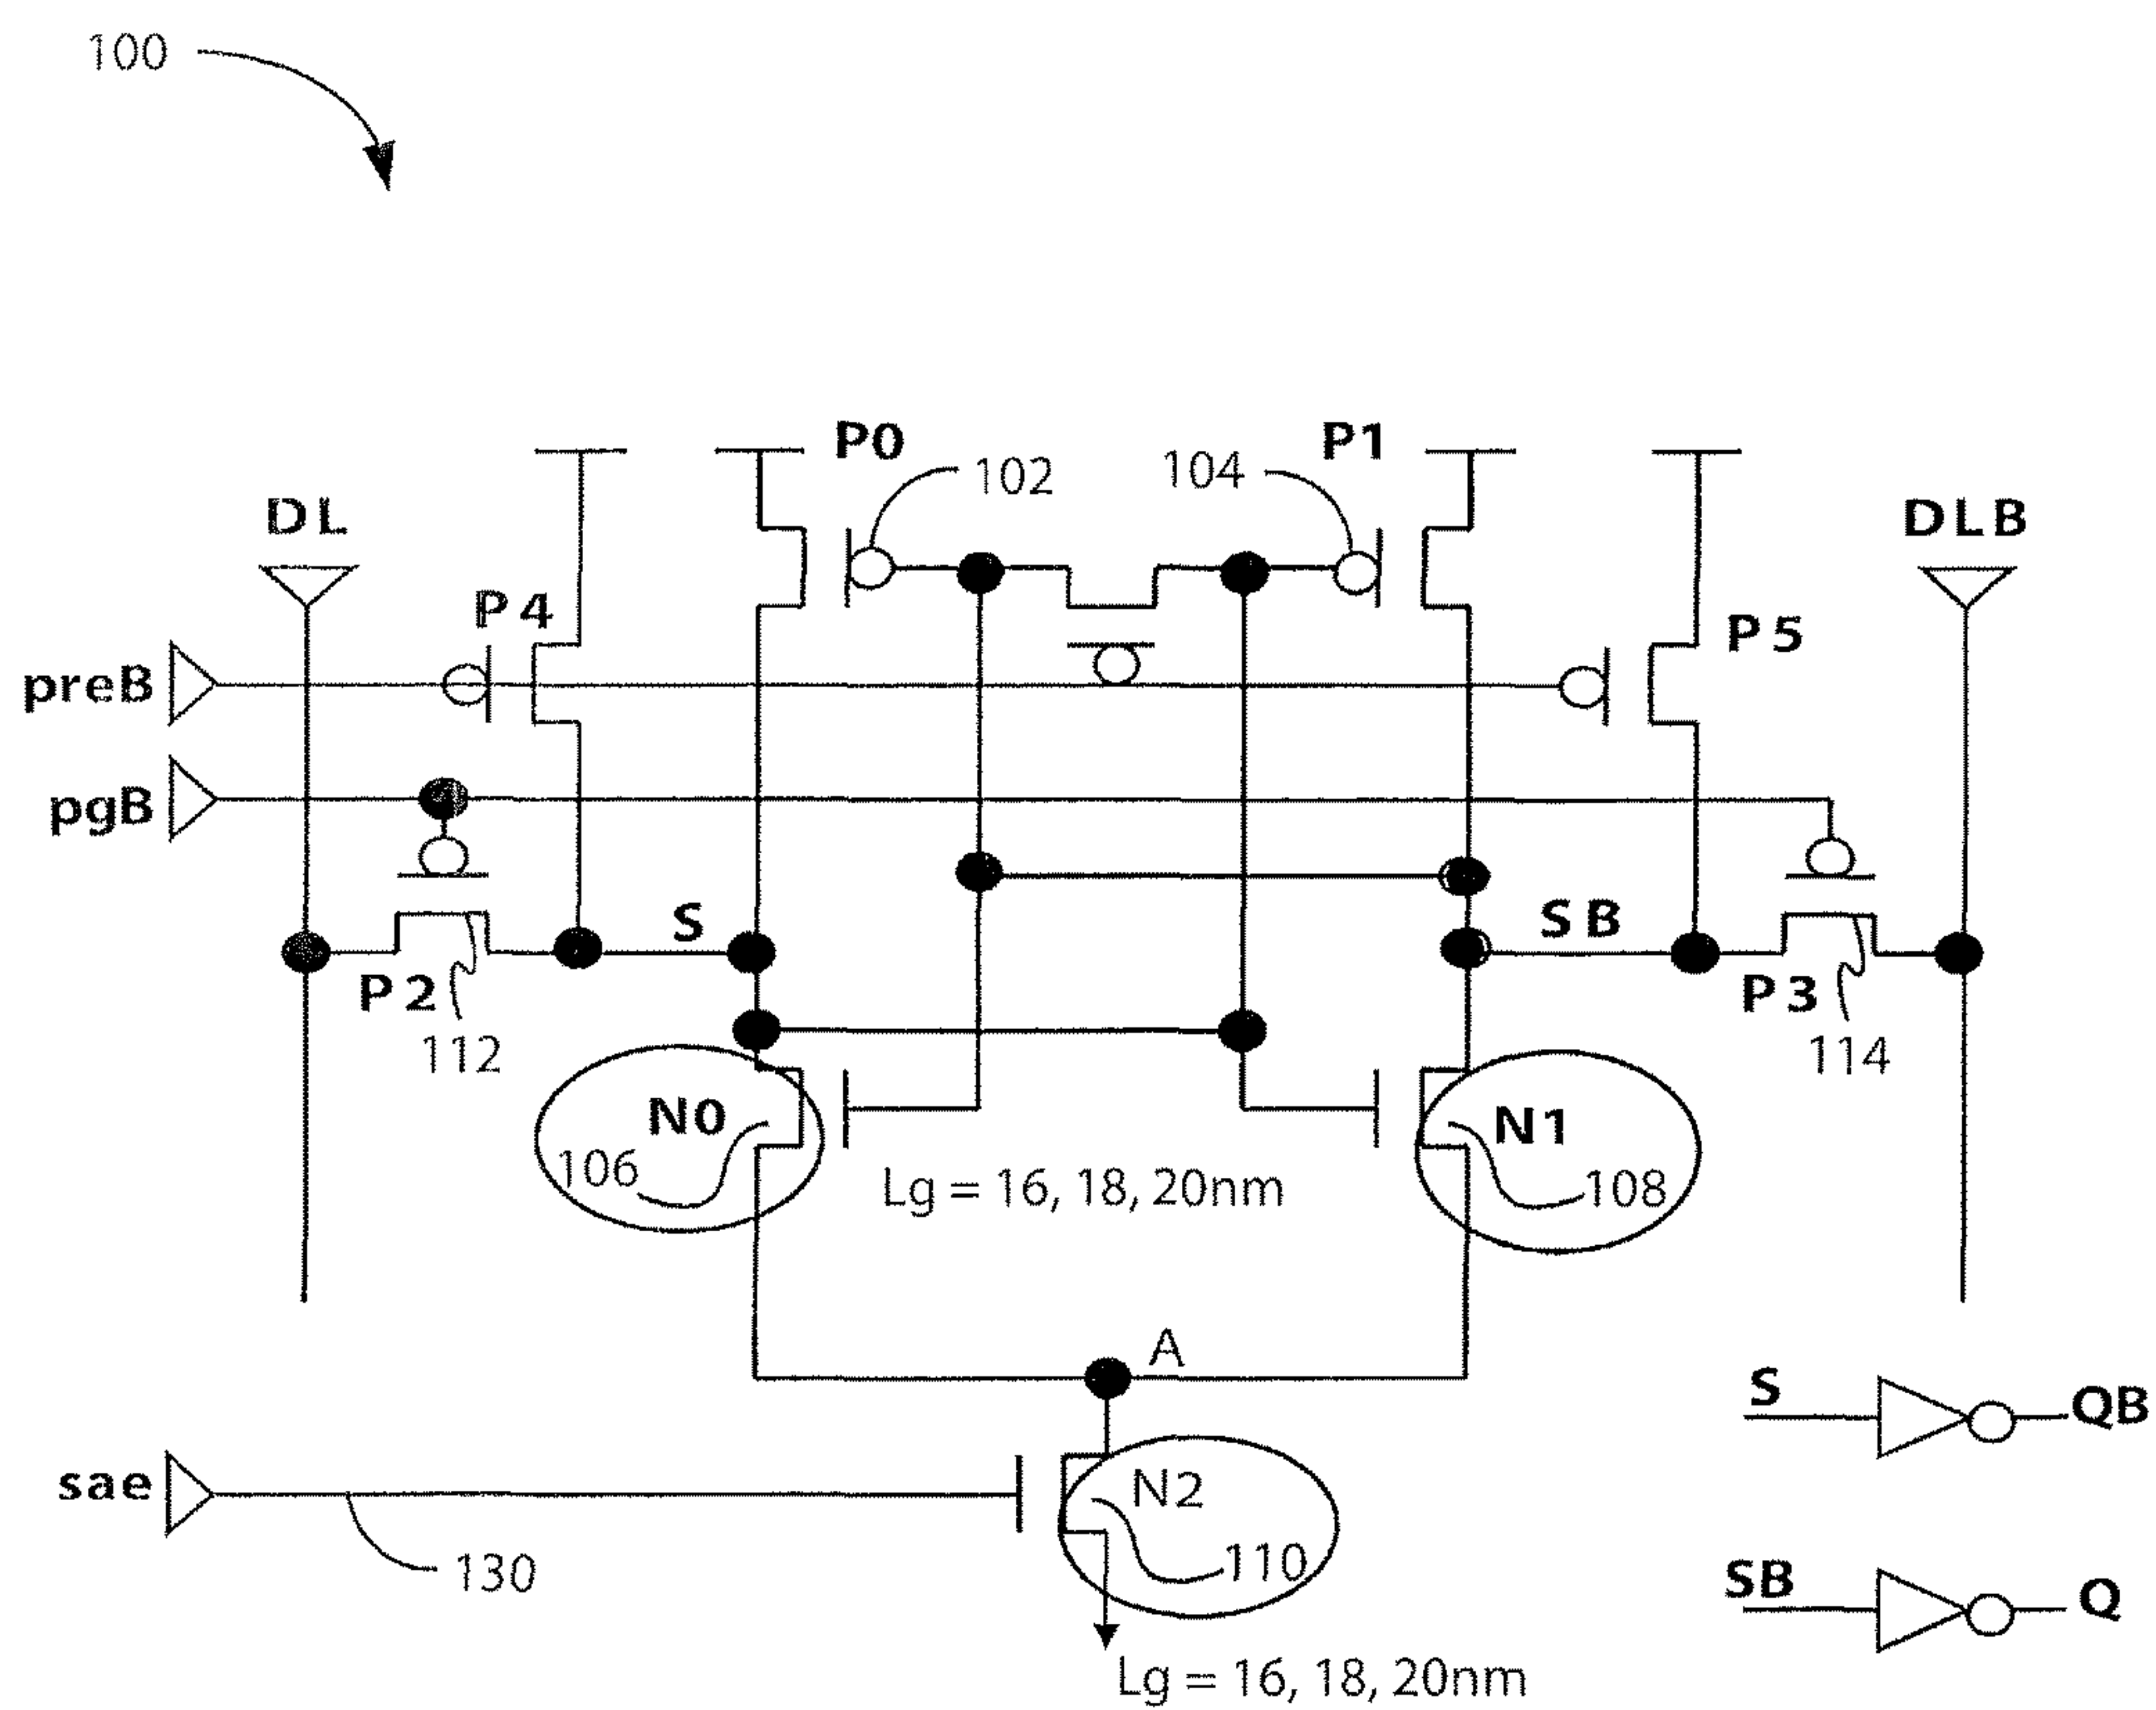 100
P0
P1
102
104
DL
DLB
P4
P5
preB
pgB
S
SB
P2
P3
112
114
N0
N1
106
108
Lg = 16, 18, 20nm
A
S
QB
sae
N2
130
110
SB
Q
Lg = 16, 18, 20nm